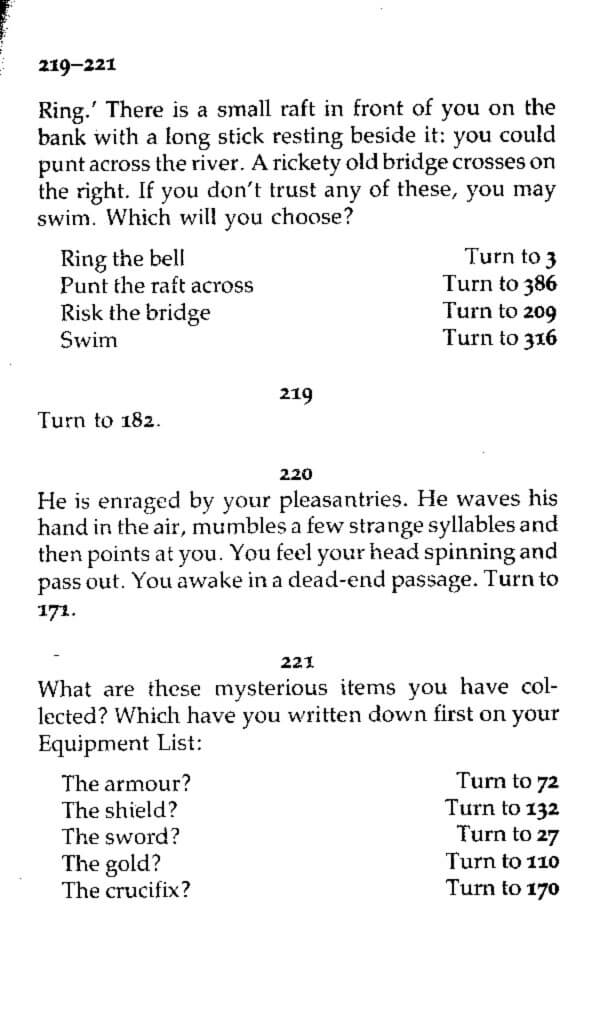 219–221
Ring.' There is a small raft in front of you on the
bank with a long stick resting beside it: you could
punt across the river. A rickety old bridge crosses on
the right. If you don't trust any of these, you may
swim. Which will you choose?
Ring the bell Turn to 3
Punt the raft across Turn to 386
Risk the bridge Turn to 209
Swim Turn to 316
219
Turn to 182.
220
He is enraged by your pleasantries. He waves his
hand in the air, mumbles a few strange syllables and
then points at you. You feel your head spinning and
pass out. You awake in a dead-end passage. Turn to
171.
221
What are these mysterious items you have col-
lected? Which have you written down first on your
Equipment List:
The armour? Turn to 72
The shield? Turn to 132
The sword? Turn to 27
The gold? Turn to 110
The crucifix? Turn to 170